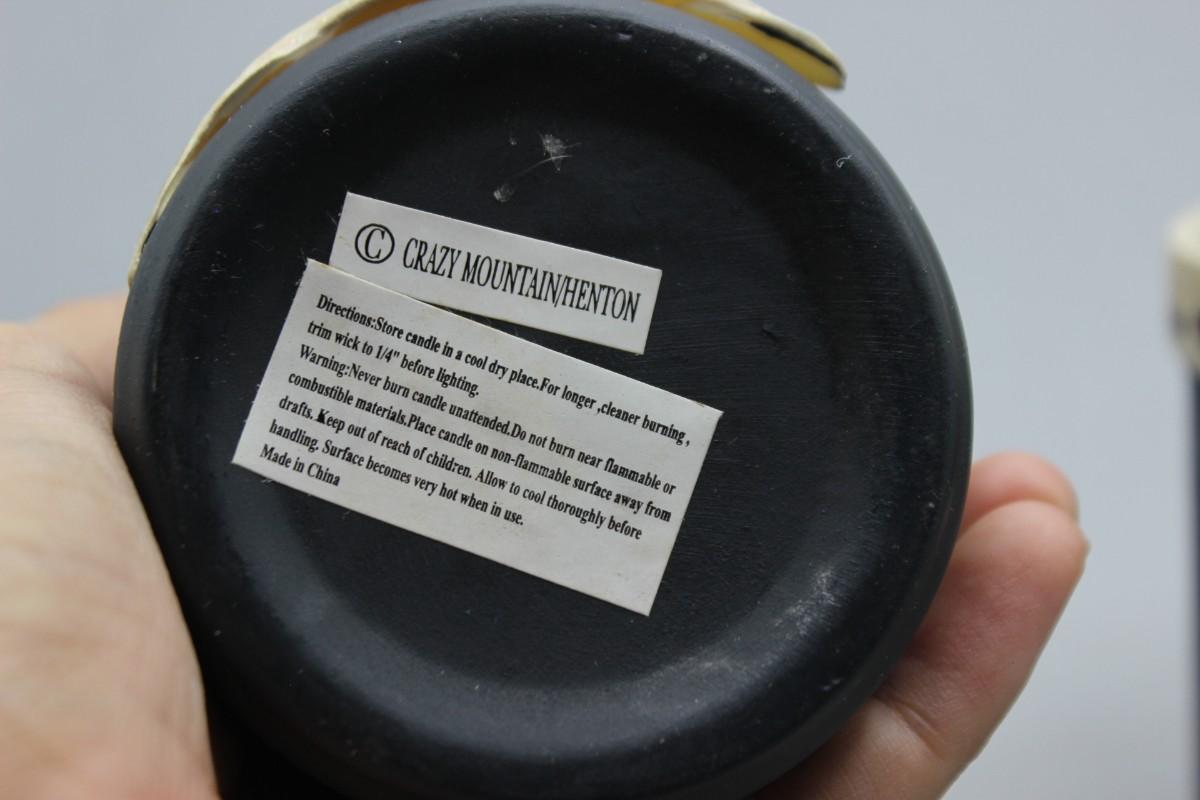 © CRAZY MOUNTAIN/HENTON
Directions:Store candle in a cool dry place.For longer ,cleaner burning ,
trim wick to 1/4" before lighting.
Warning:Never burn candle unattended.Do not burn near flammable or
combustible materials.Place candle on non-flammable surface away from
drafts. Keep out of reach of children. Allow to cool thoroughly before
handling. Surface becomes very hot when in use.
Made in China